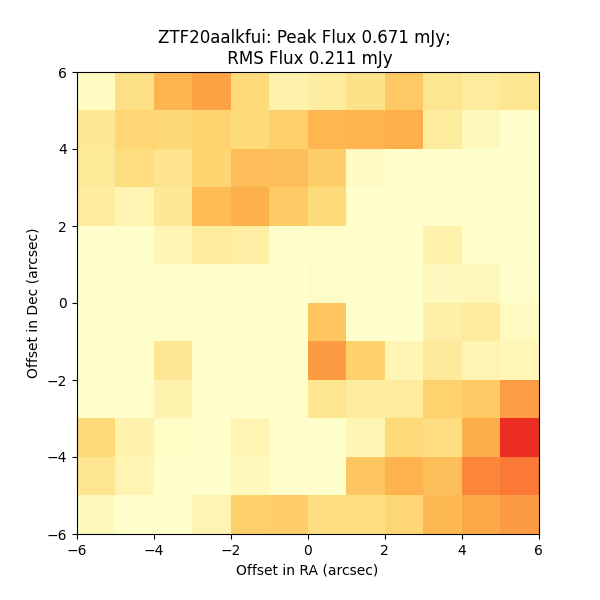 ZTF20aalkfui: Peak Flux 0.671 mJy;
RMS Flux 0.211 mJy
6
4
2
0
−2
−4
−6
Offset in Dec (arcsec)
−6 −4 −2 0 2 4 6
Offset in RA (arcsec)